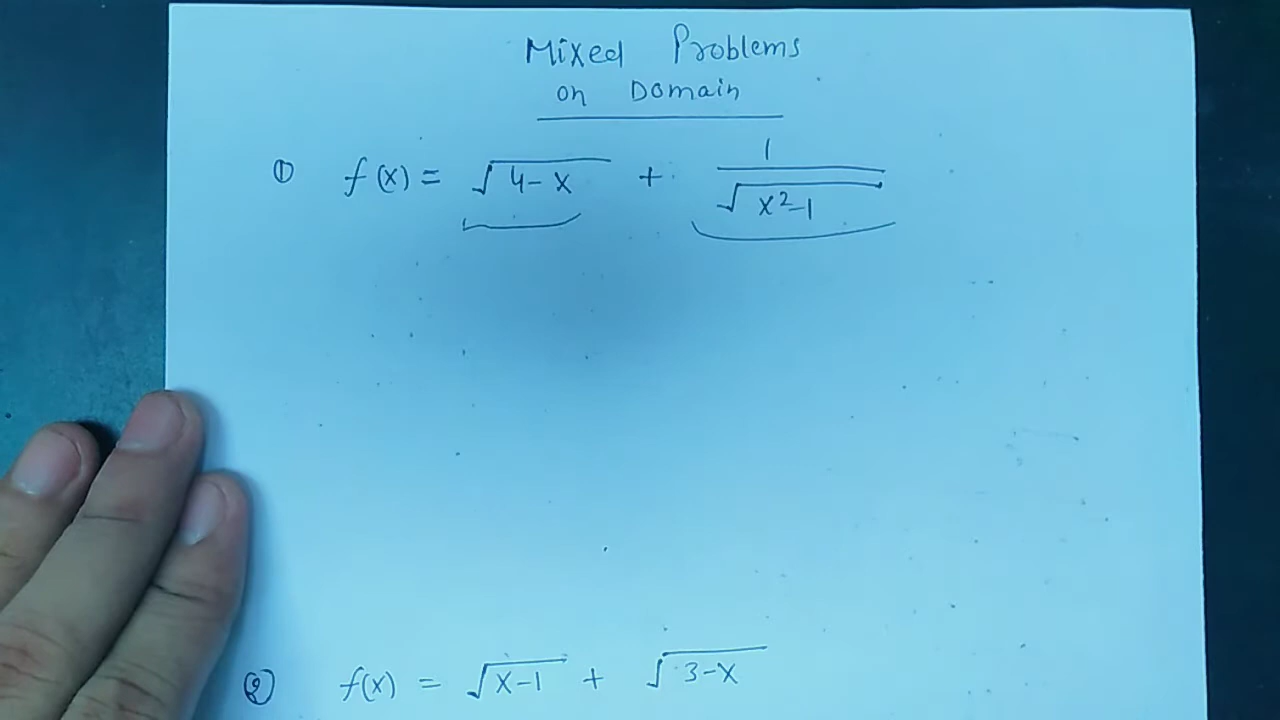 Mixed Problems
on Domain
① f(x) = √(4-x) + 1/√(x²-1)
② f(x) = √(x-1) + √(3-x)